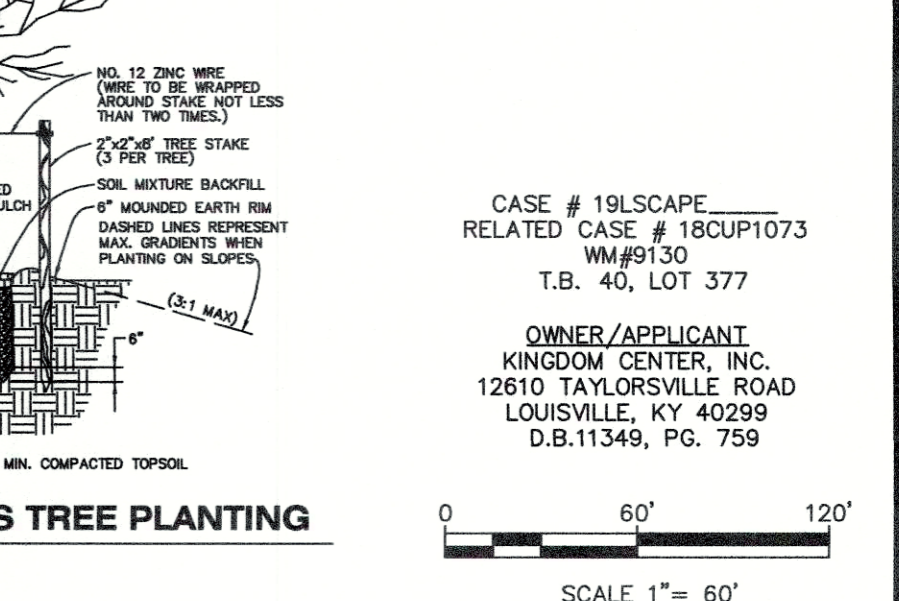 NO. 12 ZINC WIRE
(WIRE TO BE WRAPPED
AROUND STAKE NOT LESS
THAN TWO TIMES.)
2"x2"x8' TREE STAKE
(3 PER TREE)
SOIL MIXTURE BACKFILL
6" MOUNDED EARTH RIM
DASHED LINES REPRESENT
MAX. GRADIENTS WHEN
PLANTING ON SLOPES
(3:1 MAX)
6"
MIN. COMPACTED TOPSOIL
S TREE PLANTING
CASE # 19LSCAPE_____
RELATED CASE # 18CUP1073
WM#9130
T.B. 40, LOT 377
OWNER/APPLICANT
KINGDOM CENTER, INC.
12610 TAYLORSVILLE ROAD
LOUISVILLE, KY 40299
D.B.11349, PG. 759
0 60' 120'
SCALE 1"= 60'